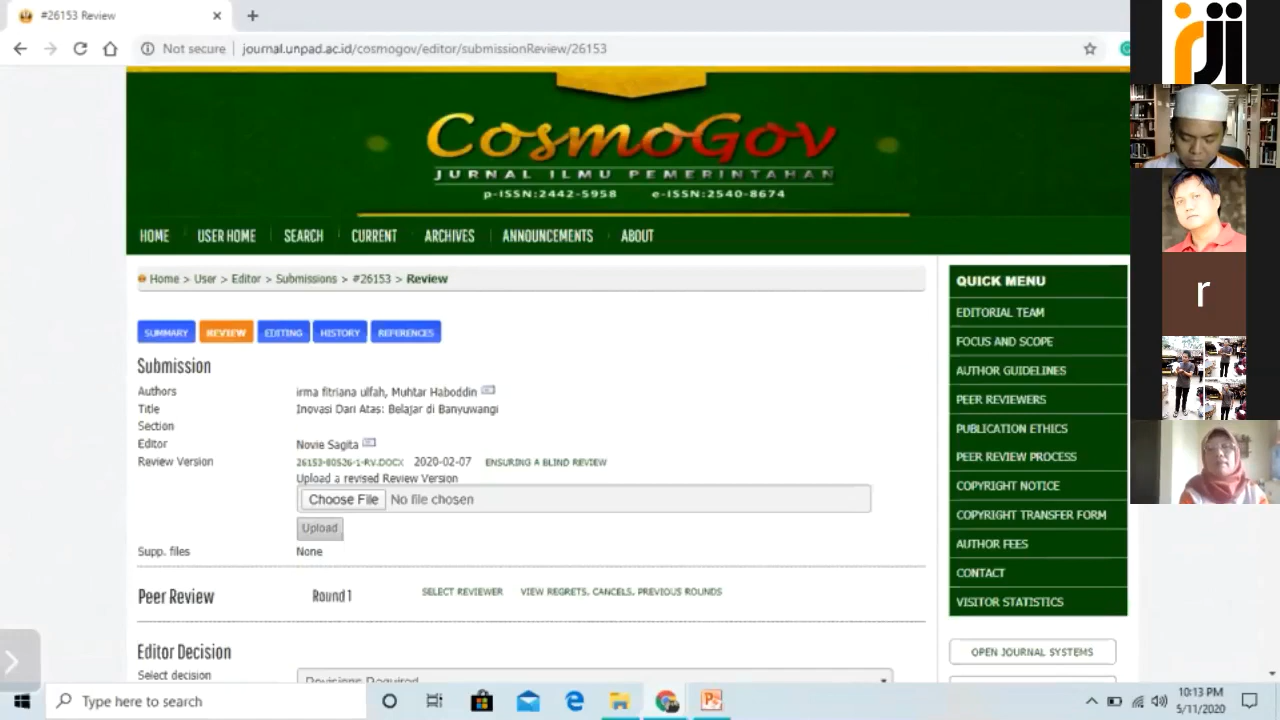 #26153 Review
Not secure
journal.unpad.ac.id/cosmogov/editor/submissionReview/26153
CosmoGov
JURNAL ILMU PEMERINTAHAN
p-ISSN:2442-5958 e-ISSN:2540-8674
HOME USER HOME SEARCH CURRENT ARCHIVES ANNOUNCEMENTS ABOUT
Home > User > Editor > Submissions > #26153 > Review
SUMMARY REVIEW EDITING HISTORY REFERENCES
Submission
Authors irma fitriana ulfah, Muhtar Haboddin
Title Inovasi Dari Atas: Belajar di Banyuwangi
Section
Editor Novie Sagita
Review Version 26153-80526-1-RV.DOCX 2020-02-07 ENSURING A BLIND REVIEW
Upload a revised Review Version
Choose File No file chosen
Upload
Supp. files None
Peer Review Round 1 SELECT REVIEWER VIEW REGRETS, CANCELS, PREVIOUS ROUNDS
Editor Decision
Select decision Revisions Required
QUICK MENU
EDITORIAL TEAM
FOCUS AND SCOPE
AUTHOR GUIDELINES
PEER REVIEWERS
PUBLICATION ETHICS
PEER REVIEW PROCESS
COPYRIGHT NOTICE
COPYRIGHT TRANSFER FORM
AUTHOR FEES
CONTACT
VISITOR STATISTICS
OPEN JOURNAL SYSTEMS
rji
r
Type here to search
10:13 PM
5/11/2020